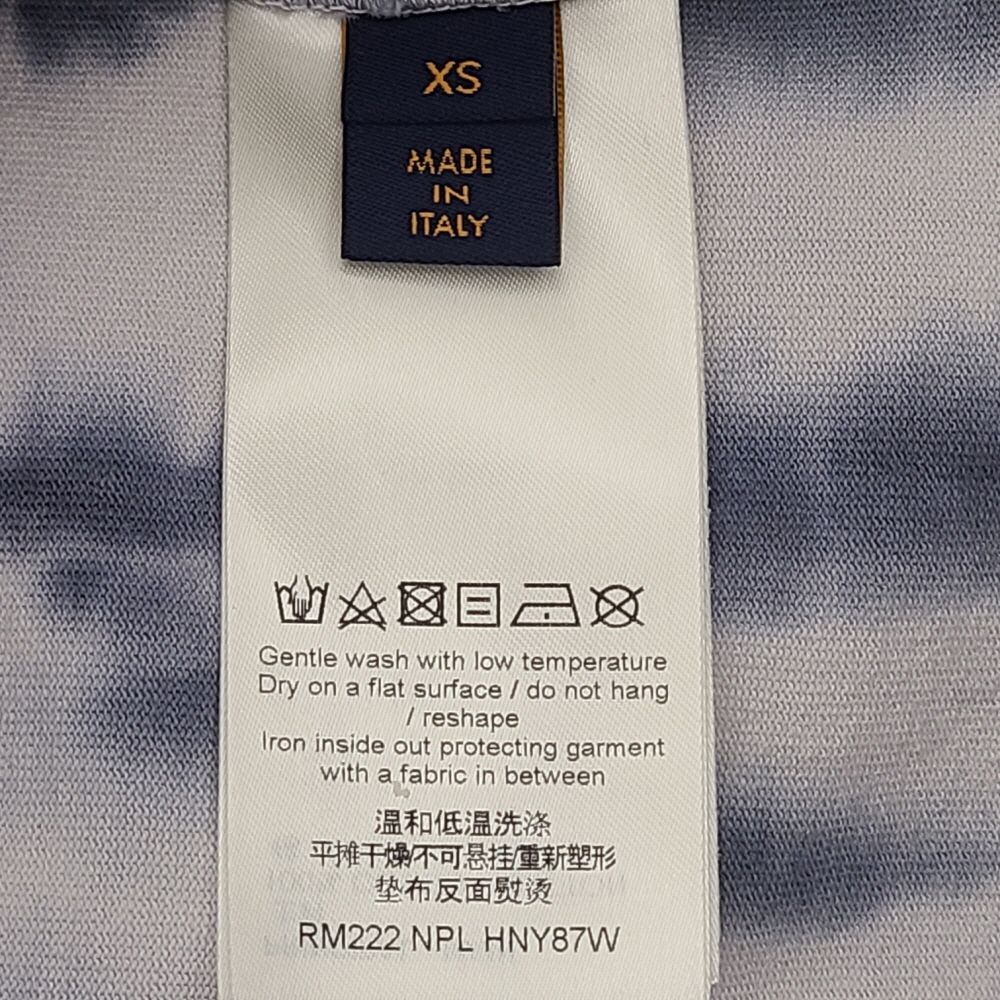 XS
MADE
IN
ITALY
Gentle wash with low temperature
Dry on a flat surface / do not hang
/ reshape
Iron inside out protecting garment
with a fabric in between
温和低温洗涤
平摊干燥/不可悬挂/重新塑形
垫布反面熨烫
RM222 NPL HNY87W